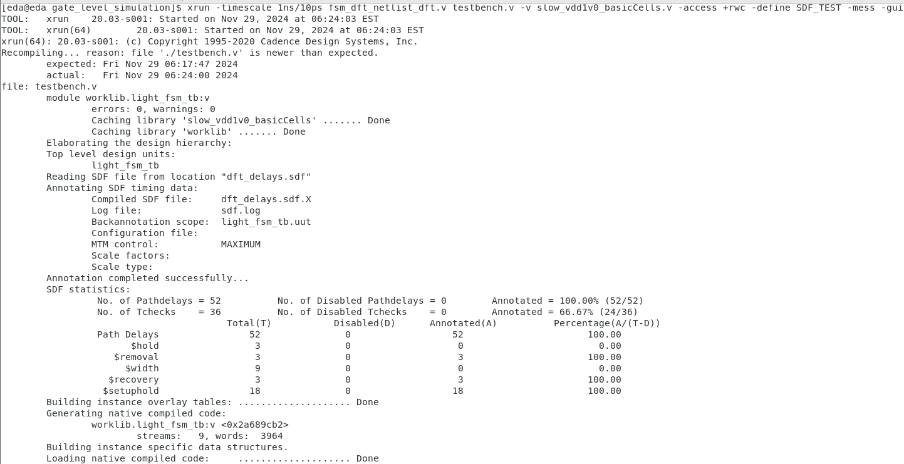 [eda@eda gate_level_simulation]$ xrun -timescale 1ns/10ps fsm_dft_netlist_dft.v testbench.v -v slow_vdd1v0_basicCells.v -access +rwc -define SDF_TEST -mess -gui
TOOL: xrun 20.03-s001: Started on Nov 29, 2024 at 06:24:03 EST
TOOL: xrun(64) 20.03-s001: Started on Nov 29, 2024 at 06:24:03 EST
xrun(64): 20.03-s001: (c) Copyright 1995-2020 Cadence Design Systems, Inc.
Recompiling... reason: file './testbench.v' is newer than expected.
expected: Fri Nov 29 06:17:47 2024
actual: Fri Nov 29 06:24:00 2024
file: testbench.v
module worklib.light_fsm_tb:v
errors: 0, warnings: 0
Caching library 'slow_vdd1v0_basicCells' ....... Done
Caching library 'worklib' ....... Done
Elaborating the design hierarchy:
Top level design units:
light_fsm_tb
Reading SDF file from location "dft_delays.sdf"
Annotating SDF timing data:
Compiled SDF file: dft_delays.sdf.X
Log file: sdf.log
Backannotation scope: light_fsm_tb.uut
Configuration file:
MTM control: MAXIMUM
Scale factors:
Scale type:
Annotation completed successfully...
SDF statistics:
No. of Pathdelays = 52 No. of Disabled Pathdelays = 0 Annotated = 100.00% (52/52)
No. of Tchecks = 36 No. of Disabled Tchecks = 0 Annotated = 66.67% (24/36)
Total(T) Disabled(D) Annotated(A) Percentage(A/(T-D))
Path Delays 52 0 52 100.00
$hold 3 0 0 0.00
$removal 3 0 3 100.00
$width 9 0 0 0.00
$recovery 3 0 3 100.00
$setuphold 18 0 18 100.00
Building instance overlay tables: .................... Done
Generating native compiled code:
worklib.light_fsm_tb:v <0x2a689cb2>
streams: 9, words: 3964
Building instance specific data structures.
Loading native compiled code: .................... Done